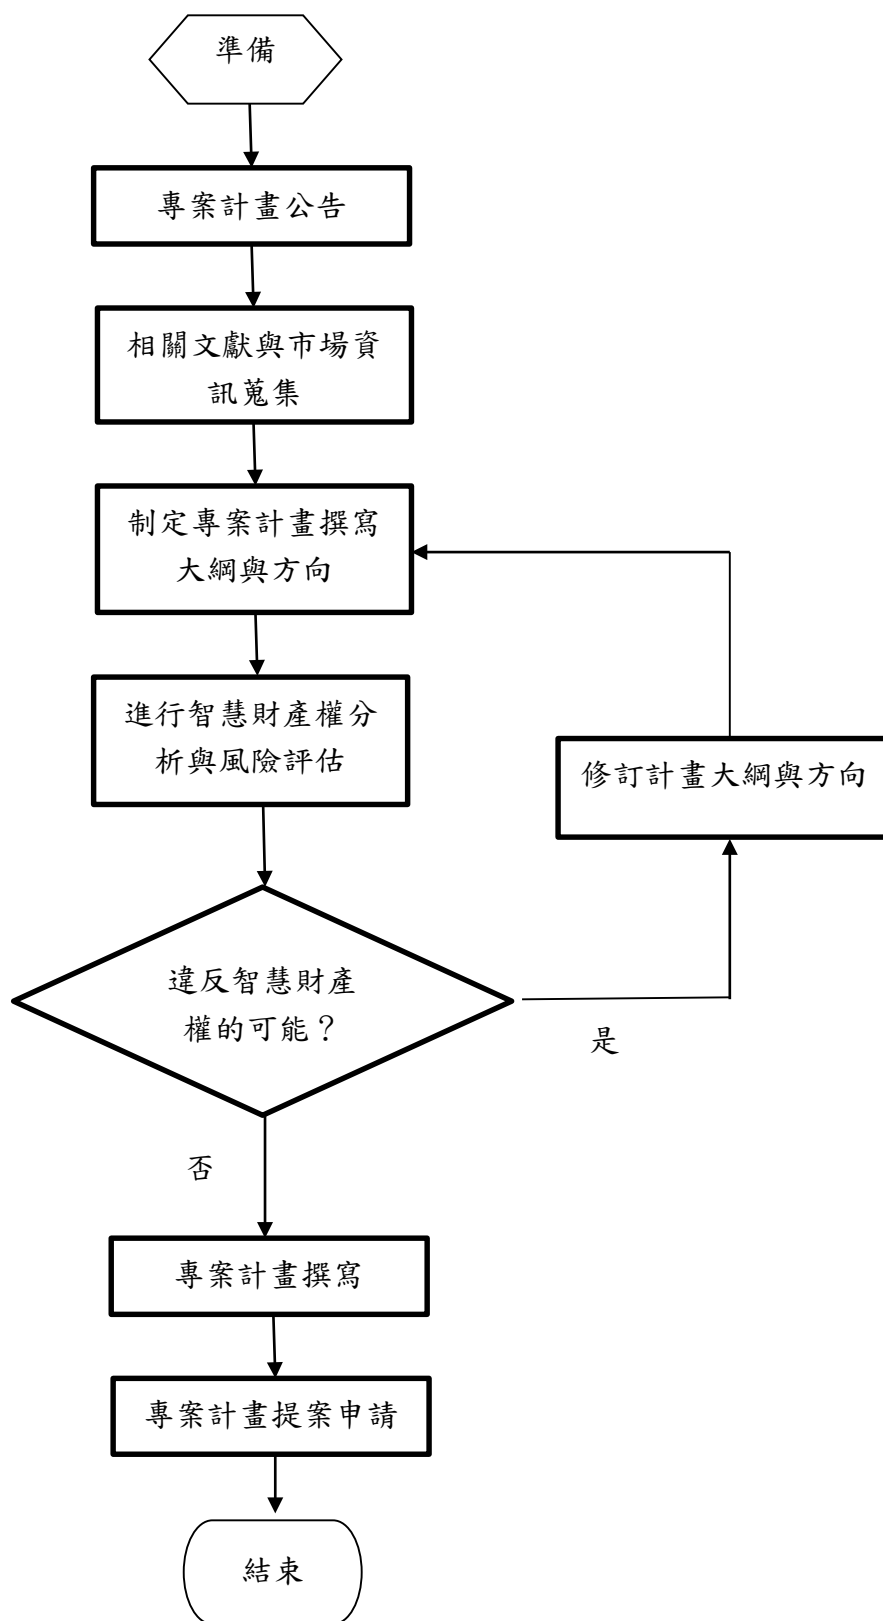 準備
專案計畫公告
相關文獻與市場資
訊蒐集
制定專案計畫撰寫
大綱與方向
進行智慧財產權分
析與風險評估
修訂計畫大綱與方向
違反智慧財產
權的可能？
是
否
專案計畫撰寫
專案計畫提案申請
結束